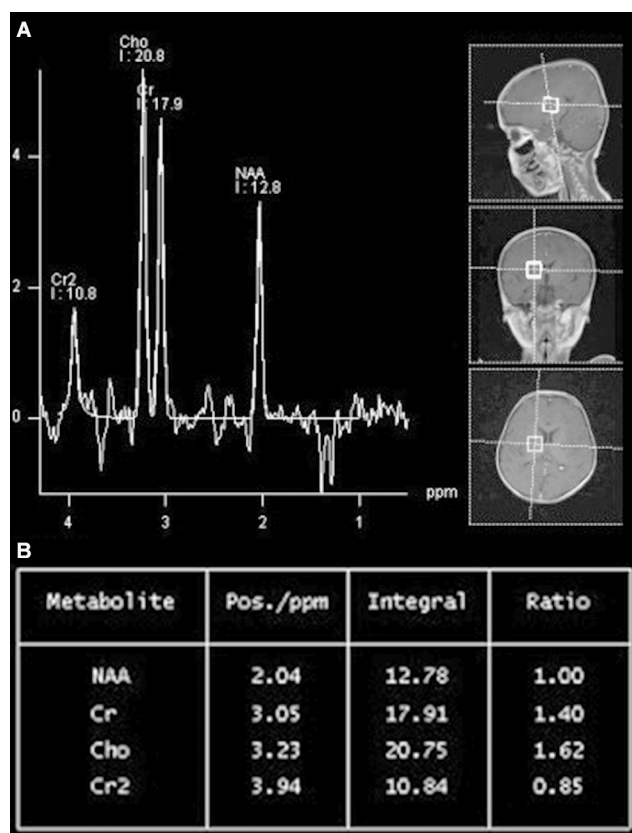 A
Cho
I : 20.8
Cr
I : 17.9
NAA
I : 12.8
Cr2
I : 10.8
4
2
0
ppm
4 3 2 1
B
Metabolite Pos./ppm Integral Ratio
NAA 2.04 12.78 1.00
Cr 3.05 17.91 1.40
Cho 3.23 20.75 1.62
Cr2 3.94 10.84 0.85